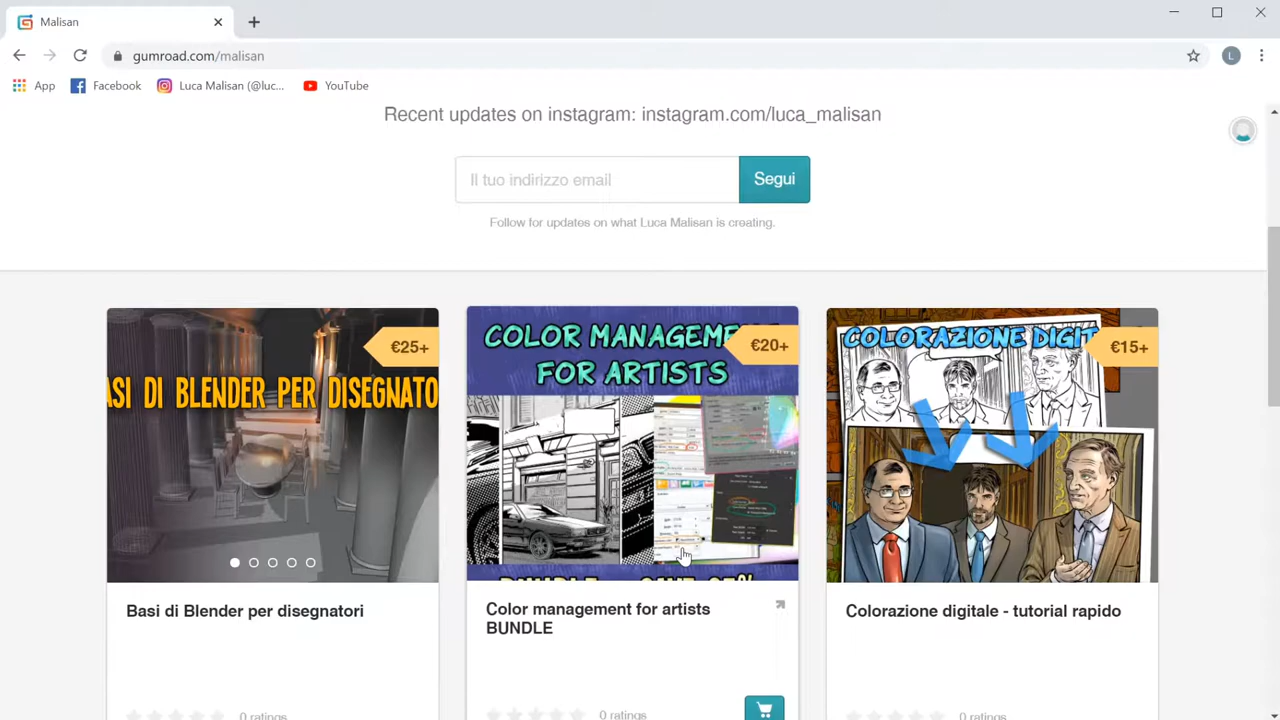 Malisan
gumroad.com/malisan
L
App
Facebook
Luca Malisan (@luc...
YouTube
Recent updates on instagram: instagram.com/luca_malisan
Il tuo indirizzo email
Segui
Follow for updates on what Luca Malisan is creating.
€25+
ASI DI BLENDER PER DISEGNATO
Basi di Blender per disegnatori
0 ratings
€20+
COLOR MANAGEME
FOR ARTISTS
Color management for artists
BUNDLE
0 ratings
€15+
COLORAZIONE DIGIT
Colorazione digitale - tutorial rapido
0 ratings